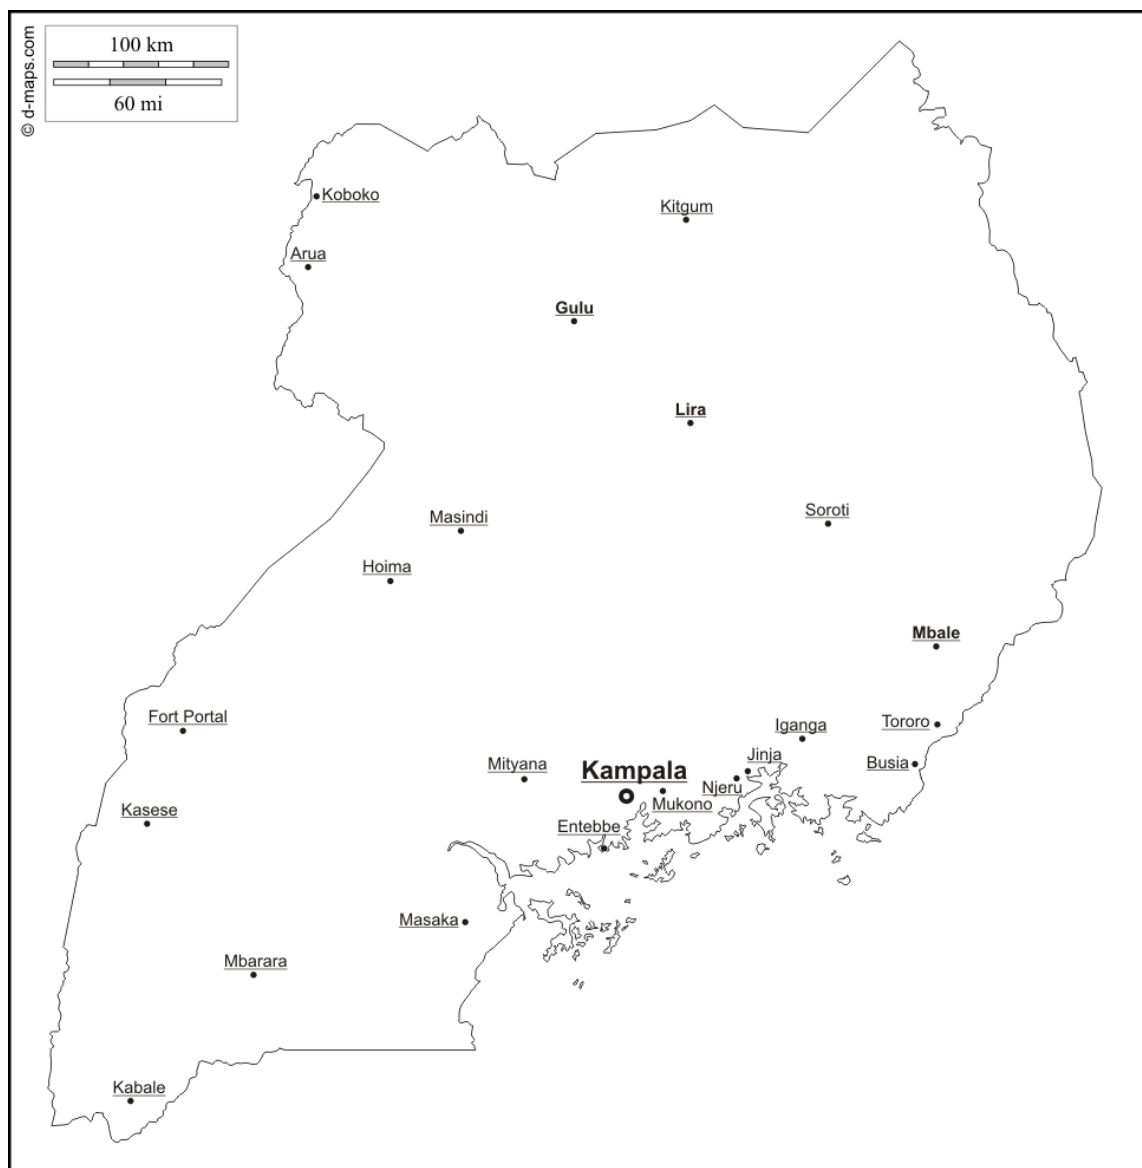 © d-maps.com
100 km
60 mi
Koboko
Kitgum
Arua
Gulu
Lira
Masindi
Soroti
Hoima
Mbale
Fort Portal
Iganga
Tororo
Jinja
Busia
Mityana
Kampala
Njeru
Mukono
Kasese
Entebbe
Masaka
Mbarara
Kabale